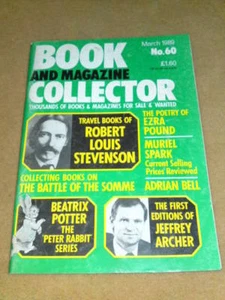 BOOK
March 1989
No.60
AND MAGAZINE
£1.60
COLLECTOR
THOUSANDS OF BOOKS & MAGAZINES FOR SALE & WANTED
TRAVEL BOOKS OF
ROBERT
LOUIS
STEVENSON
THE POETRY OF
EZRA
POUND
MURIEL
SPARK
Current Selling
Prices Reviewed
COLLECTING BOOKS ON
THE BATTLE OF THE SOMME
ADRIAN BELL
BEATRIX
POTTER
THE
'PETER RABBIT'
SERIES
THE FIRST
EDITIONS OF
JEFFREY
ARCHER